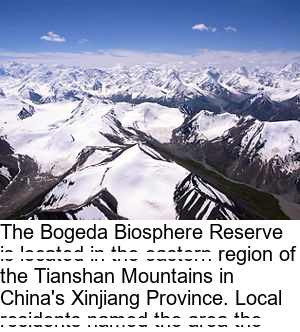 The Bogeda Biosphere Reserve
is located in the eastern region of
the Tianshan Mountains in
China's Xinjiang Province. Local
residents named the area the